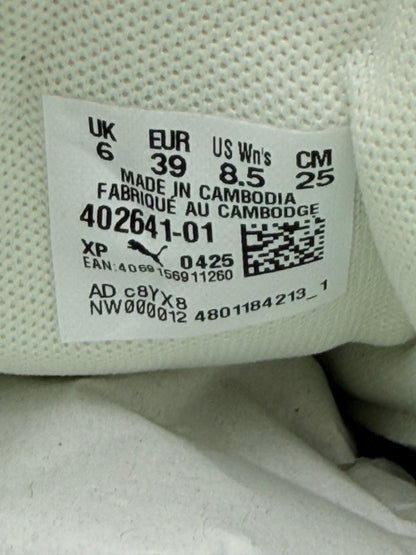 UK EUR US Wn's CM
6 39 8.5 25
MADE IN CAMBODIA
FABRIQUÉ AU CAMBODGE
402641-01
XP 0425
EAN:4069156911260
AD c8YX8
NW000012 4801184213_1